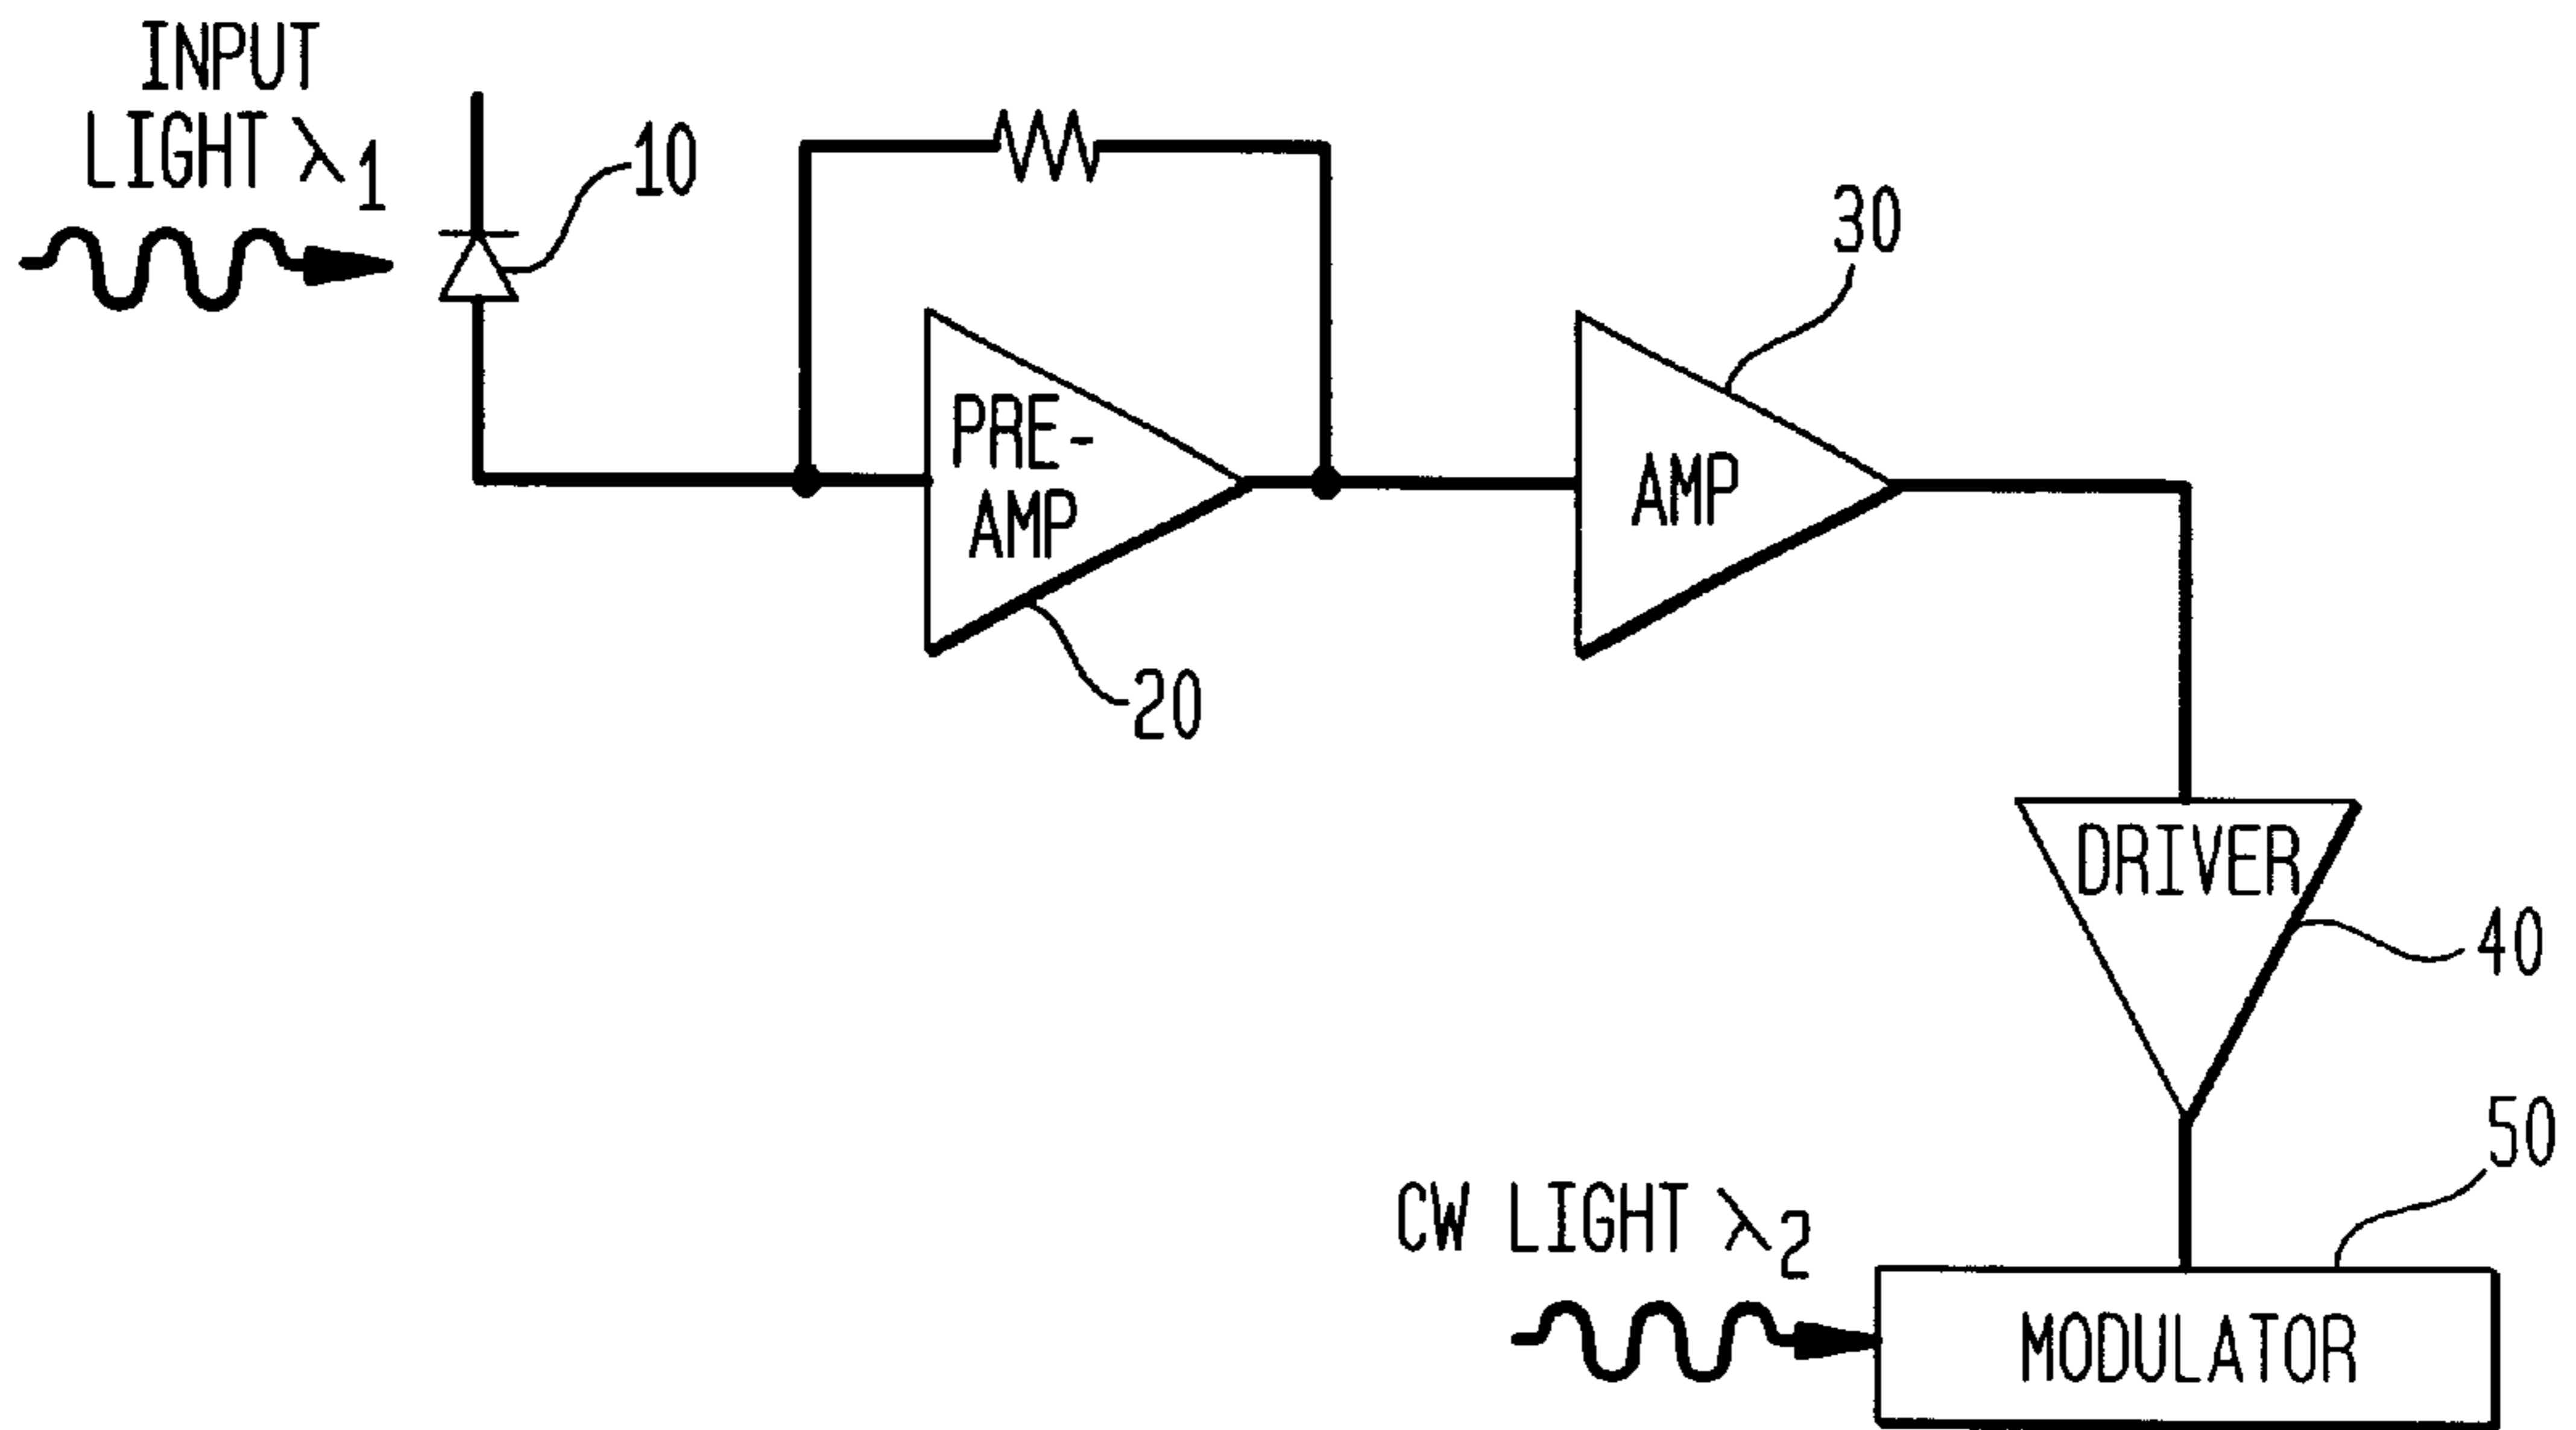 INPUT
LIGHT λ1
10
30
PRE-
AMP
AMP
20
DRIVER
40
50
CW LIGHT λ2
MODULATOR